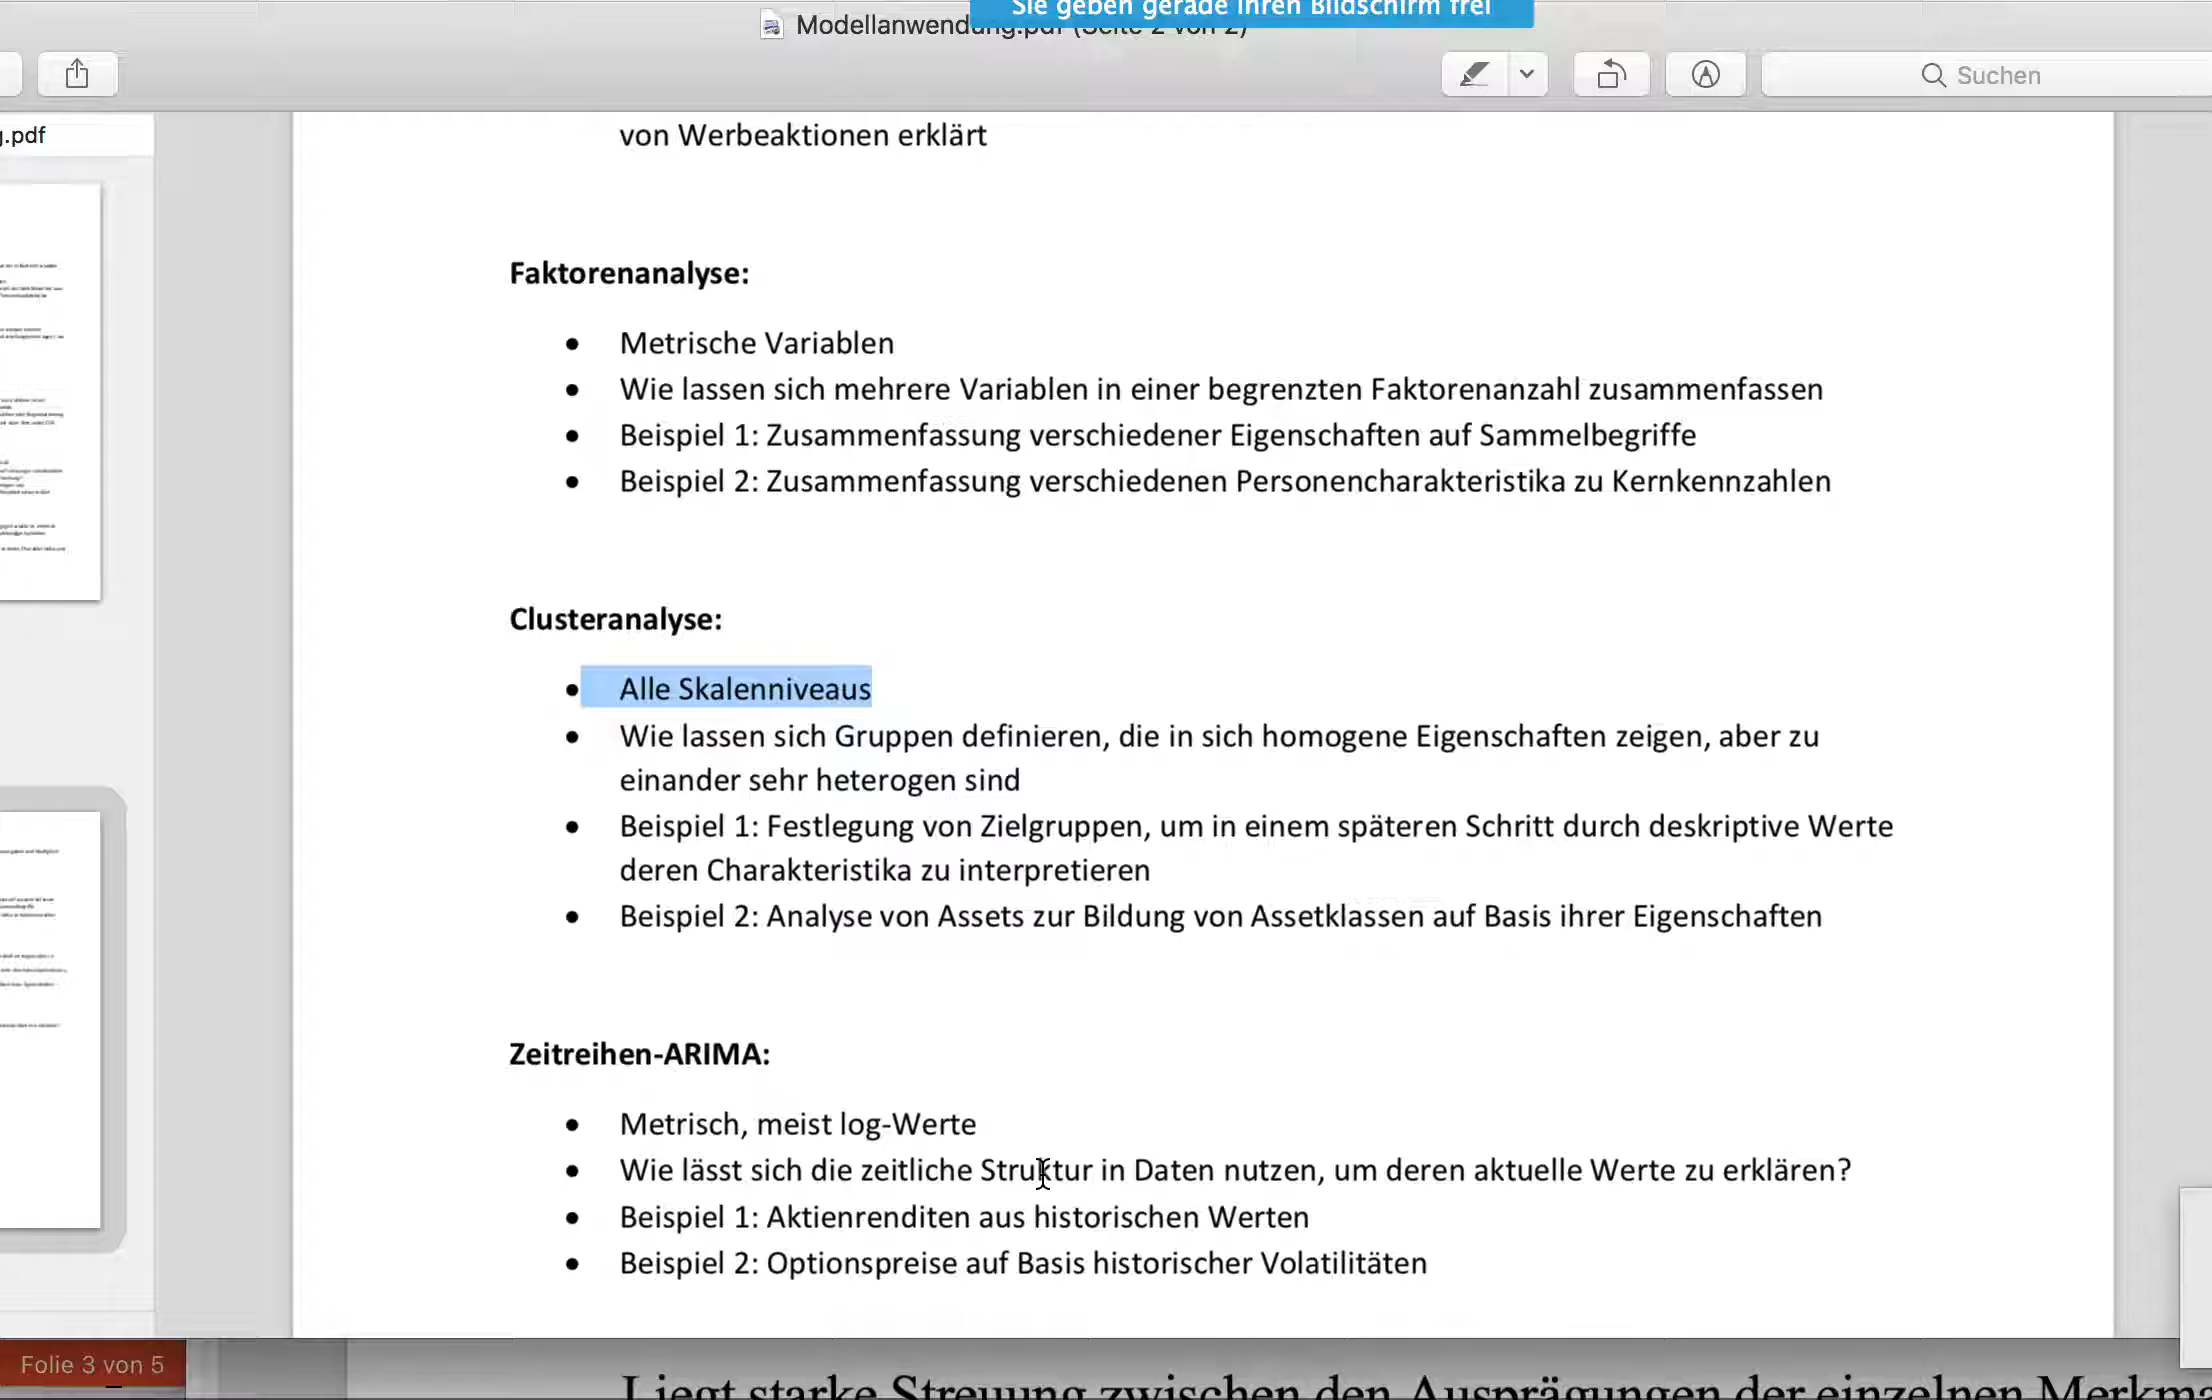 Sie geben gerade Ihren Bildschirm frei
Modellanwendung.pdf (Seite 2 von 2)
Suchen
g.pdf
von Werbeaktionen erklärt
Faktorenanalyse:
• Metrische Variablen
• Wie lassen sich mehrere Variablen in einer begrenzten Faktorenanzahl zusammenfassen
• Beispiel 1: Zusammenfassung verschiedener Eigenschaften auf Sammelbegriffe
• Beispiel 2: Zusammenfassung verschiedenen Personencharakteristika zu Kernkennzahlen
Clusteranalyse:
• Alle Skalenniveaus
• Wie lassen sich Gruppen definieren, die in sich homogene Eigenschaften zeigen, aber zu
einander sehr heterogen sind
• Beispiel 1: Festlegung von Zielgruppen, um in einem späteren Schritt durch deskriptive Werte
deren Charakteristika zu interpretieren
• Beispiel 2: Analyse von Assets zur Bildung von Assetklassen auf Basis ihrer Eigenschaften
Zeitreihen-ARIMA:
• Metrisch, meist log-Werte
• Wie lässt sich die zeitliche Struktur in Daten nutzen, um deren aktuelle Werte zu erklären?
• Beispiel 1: Aktienrenditen aus historischen Werten
• Beispiel 2: Optionspreise auf Basis historischer Volatilitäten
Folie 3 von 5
Liegt starke Streuung zwischen den Ausprägungen der einzelnen